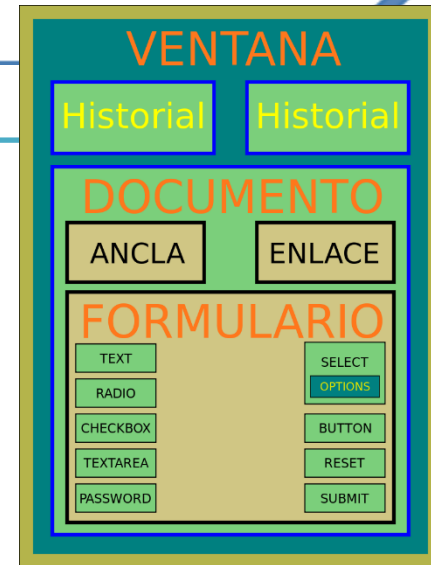 VENTANA
Historial Historial
DOCUMENTO
ANCLA ENLACE
FORMULARIO
TEXT
RADIO
CHECKBOX
TEXTAREA
PASSWORD
SELECT
OPTIONS
BUTTON
RESET
SUBMIT